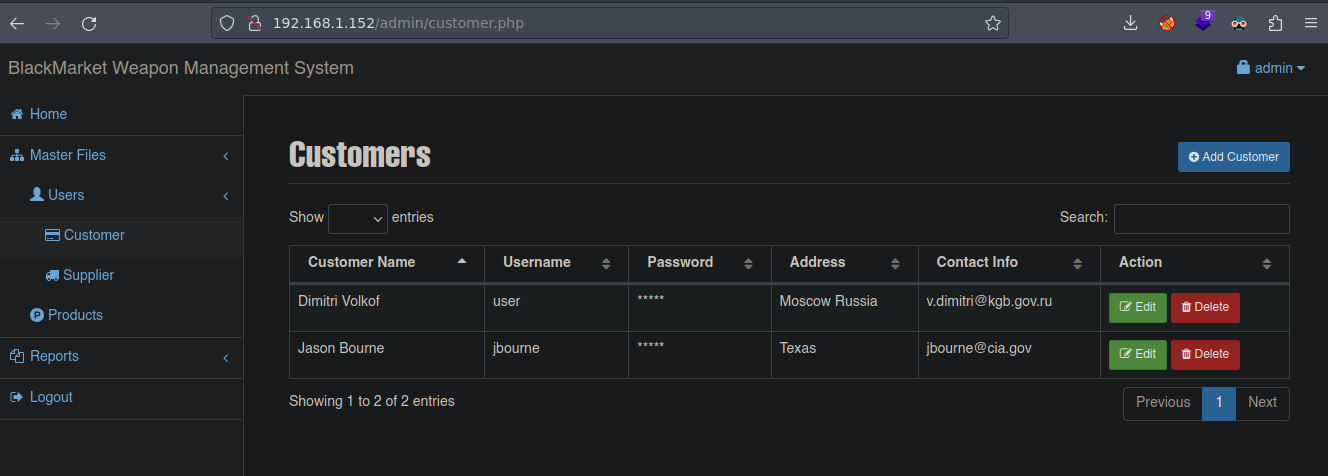 192.168.1.152/admin/customer.php
9
BlackMarket Weapon Management System
admin
Home
Master Files
Users
Customer
Supplier
Products
Reports
Logout
Customers
Add Customer
Show entries
Search:
Customer Name Username Password Address Contact Info Action
Dimitri Volkof user ***** Moscow Russia v.dimitri@kgb.gov.ru Edit Delete
Jason Bourne jbourne ***** Texas jbourne@cia.gov Edit Delete
Showing 1 to 2 of 2 entries
Previous 1 Next